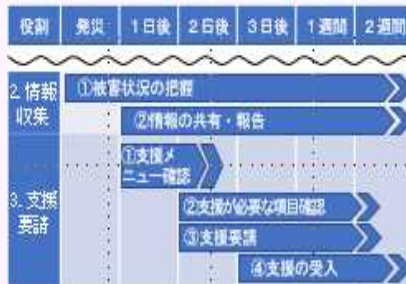 役割 発災 1日後 2日後 3日後 1週間 2週間
2.情報
収集
①被害状況の把握
②情報の共有・報告
3.支援
要請
①支援メ
ニュー確認
②支援が必要な項目確認
③支援要請
④支援の受入